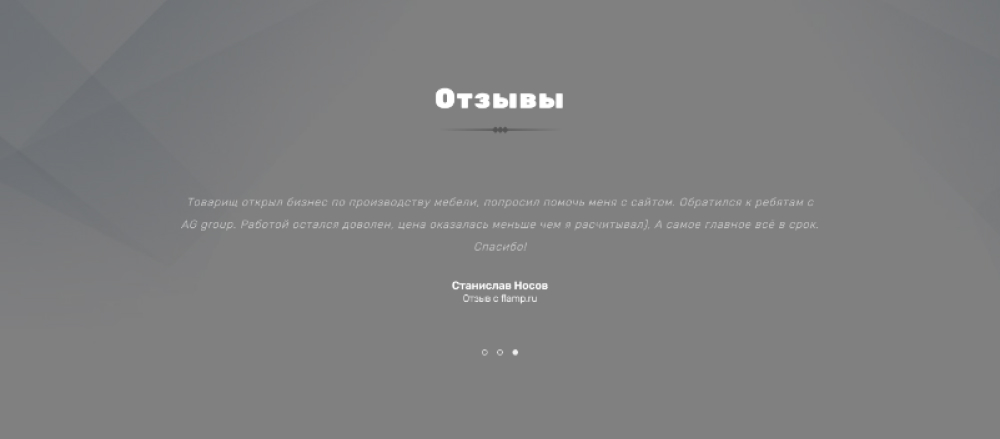 Отзывы
Товарищ открыл бизнес по производству мебели, попросил помочь меня с сайтом. Обратился к ребятам с
AG group. Работой остался доволен, цена оказалась меньше чем я расчитывал), А самое главное всё в срок.
Спасибо!
Станислав Носов
Отзыв с flamp.ru